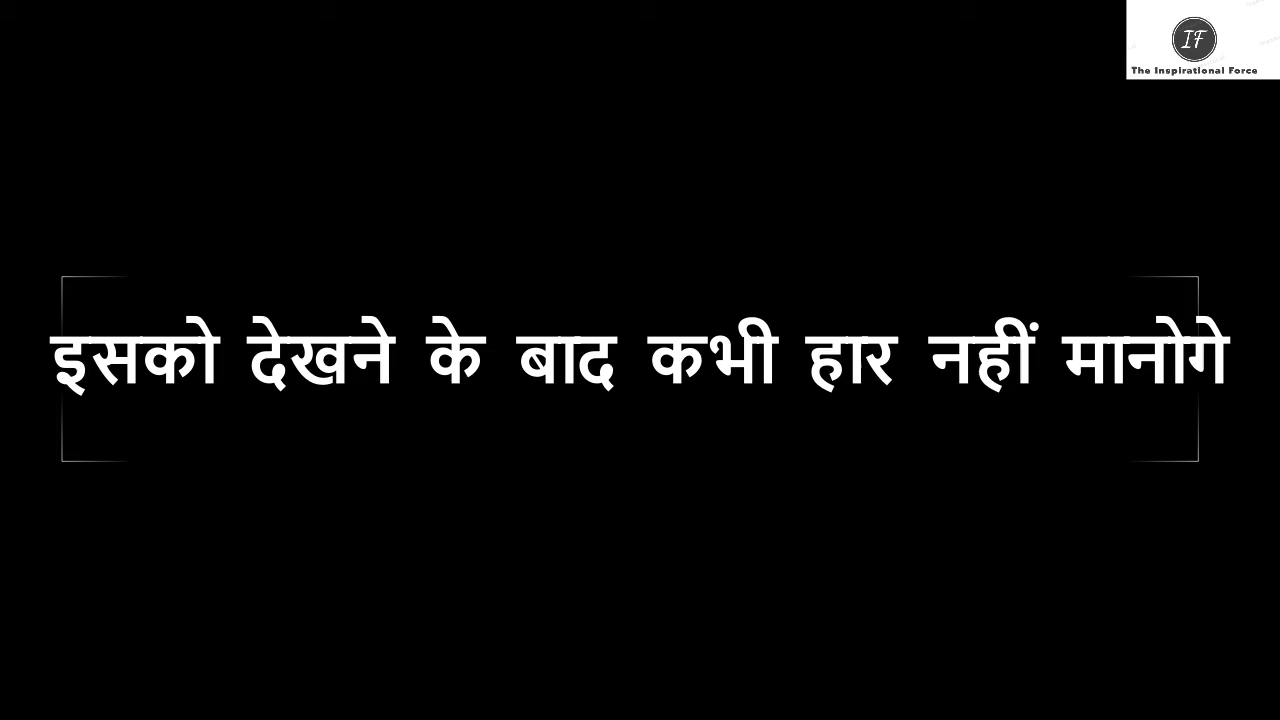 IF
The Inspirational Force
इसको देखने के बाद कभी हार नहीं मानोगे